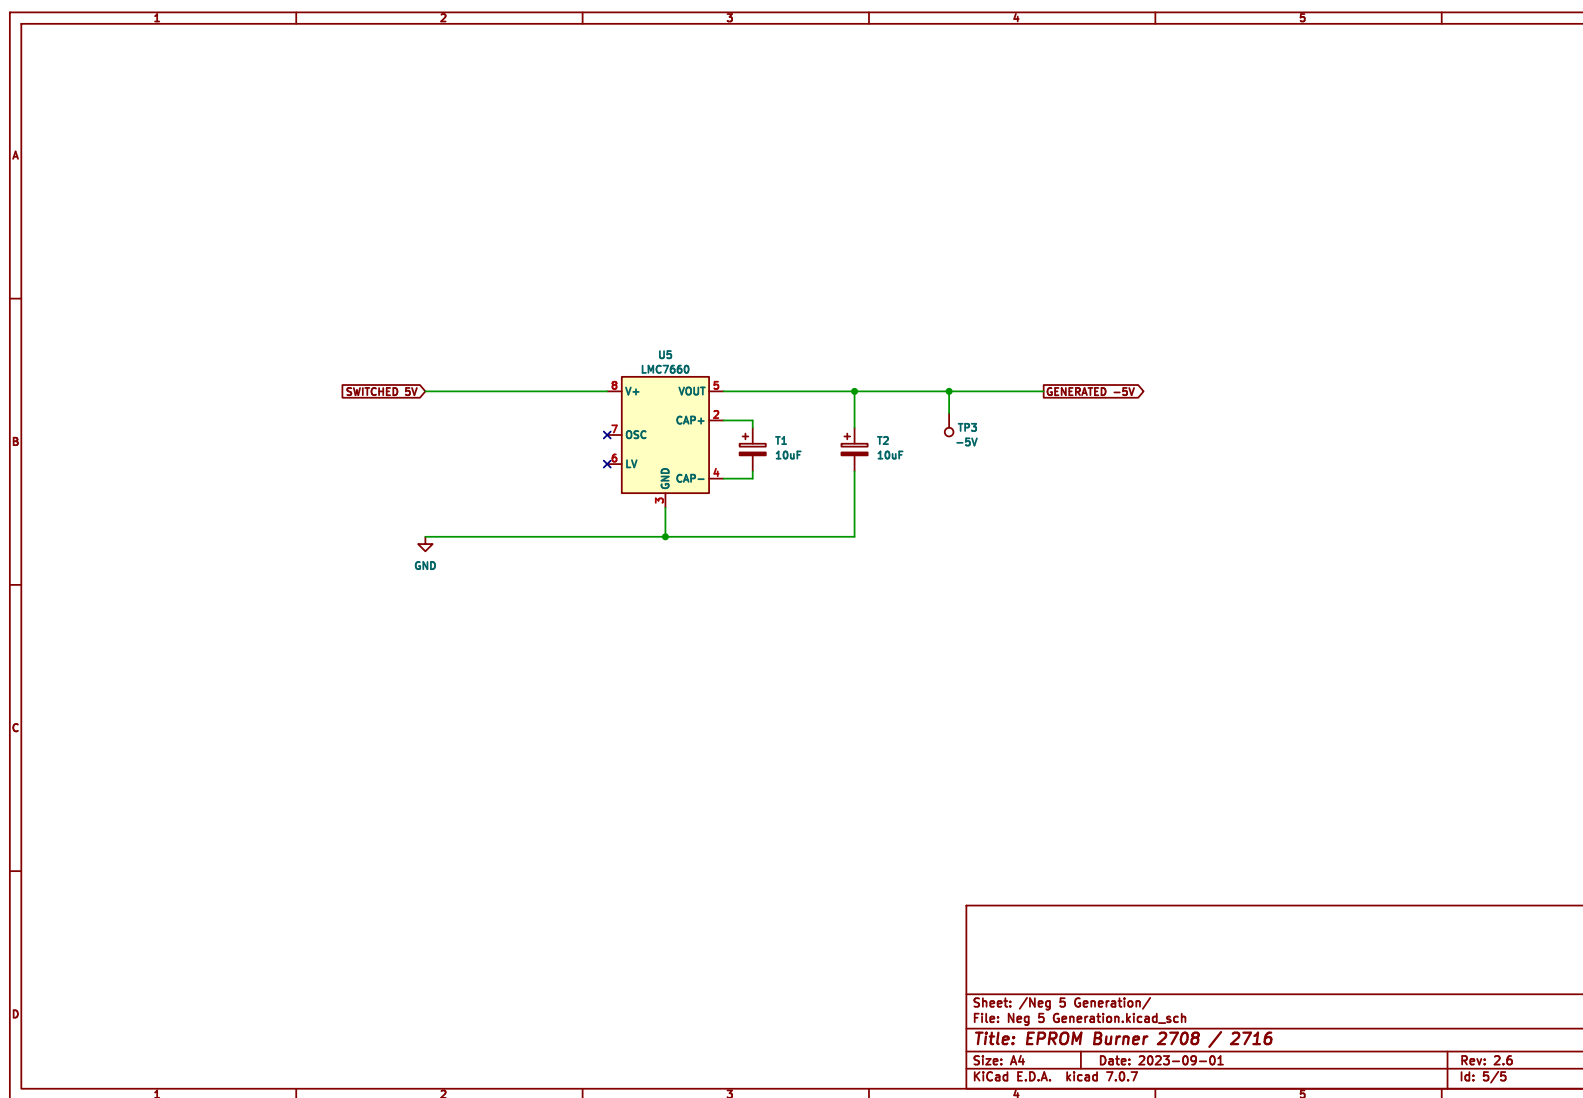 1 2 3 4 5
A
B
C
D
U5
LMC7660
SWITCHED 5V
8 V+
VOUT 5
GENERATED -5V
CAP+ 2
7 OSC
6 LV
GND
3
CAP- 4
+
T1
10uF
+
T2
10uF
TP3
-5V
GND
Sheet: /Neg 5 Generation/
File: Neg 5 Generation.kicad_sch
Title: EPROM Burner 2708 / 2716
Size: A4 Date: 2023-09-01 Rev: 2.6
KiCad E.D.A. kicad 7.0.7 Id: 5/5
1 2 3 4 5